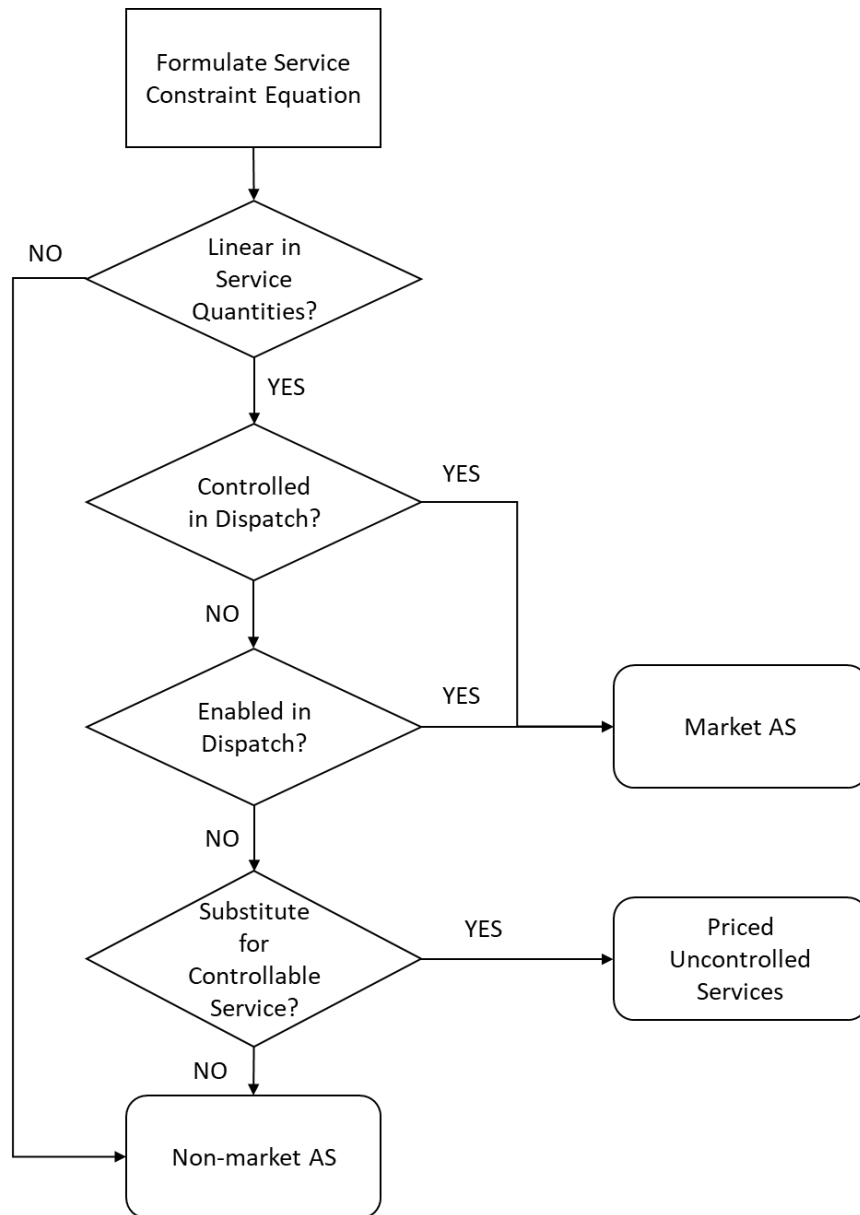 Formulate Service
Constraint Equation
NO
Linear in
Service
Quantities?
YES
Controlled
in Dispatch?
YES
NO
Enabled in
Dispatch?
YES
Market AS
NO
Substitute
for
Controllable
Service?
YES
Priced
Uncontrolled
Services
NO
Non-market AS